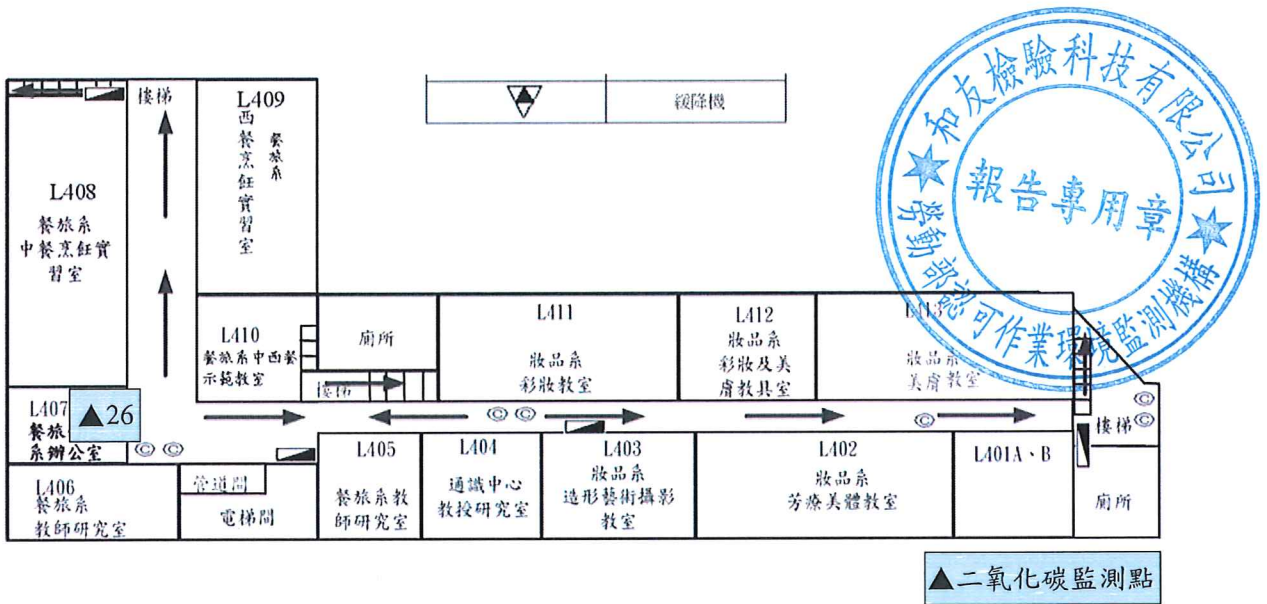 和友檢驗科技有限公司
報告專用章
勞動部認可作業環境監測機構
緩降機
樓梯
L409
西餐烹飪實習室
餐旅系
L408
餐旅系
中餐烹飪實
習室
L410
餐旅系中西餐
示範教室
廁所
樓梯
L411
妝品系
彩妝教室
L412
妝品系
彩妝及美
膚教具室
L413
妝品系
美膚教室
L407
餐旅
系辦公室
▲26
© ©
© ©
©
©
樓梯 ©
L406
餐旅系
教師研究室
管道間
電梯間
L405
餐旅系教
師研究室
L404
通識中心
教授研究室
L403
妝品系
造形藝術攝影
教室
L402
妝品系
芳療美體教室
L401A、B
廁所
▲二氧化碳監測點